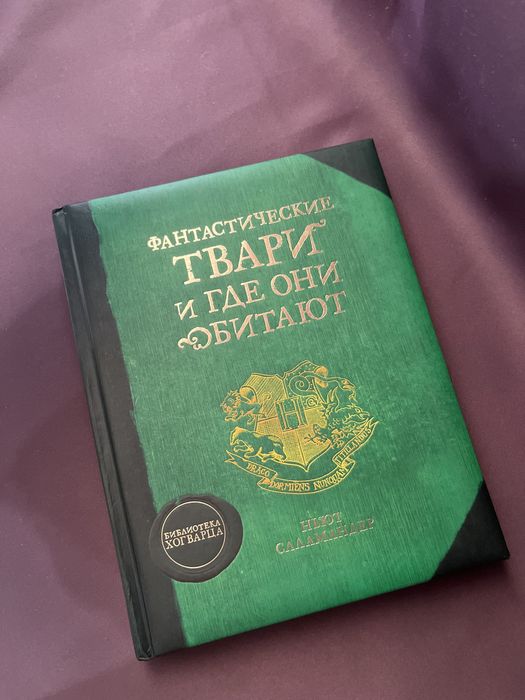 ФАНТАСТИЧЕСКИЕ
ТВАРИ
И ГДЕ ОНИ
ОБИТАЮТ
DRACO DORMIENS NUNQUAM TITILLANDUS
БИБЛИОТЕКА
ХОГВАРЦА
НЬЮТ
САЛАМАНДЕР